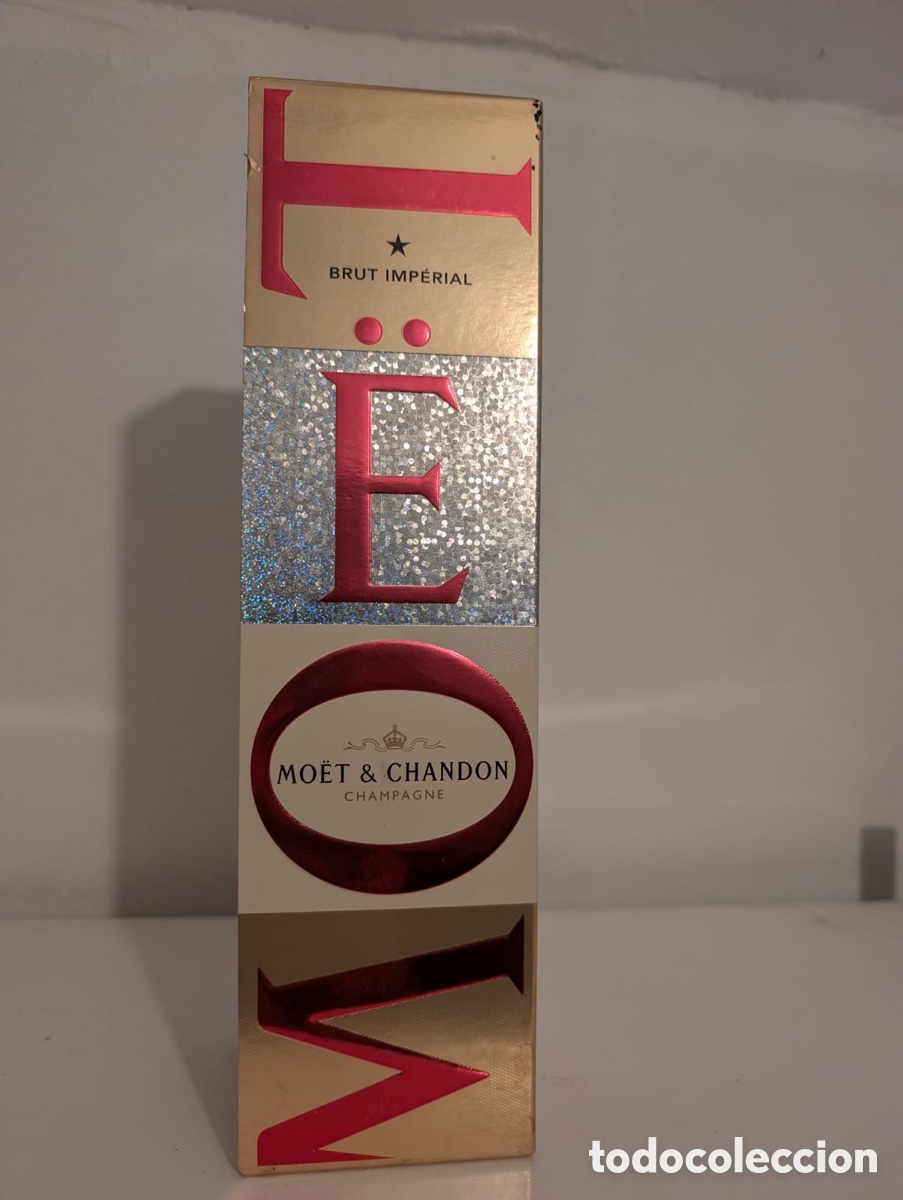 T
BRUT IMPÉRIAL
Ë
O
MOËT & CHANDON
CHAMPAGNE
M
todocoleccion